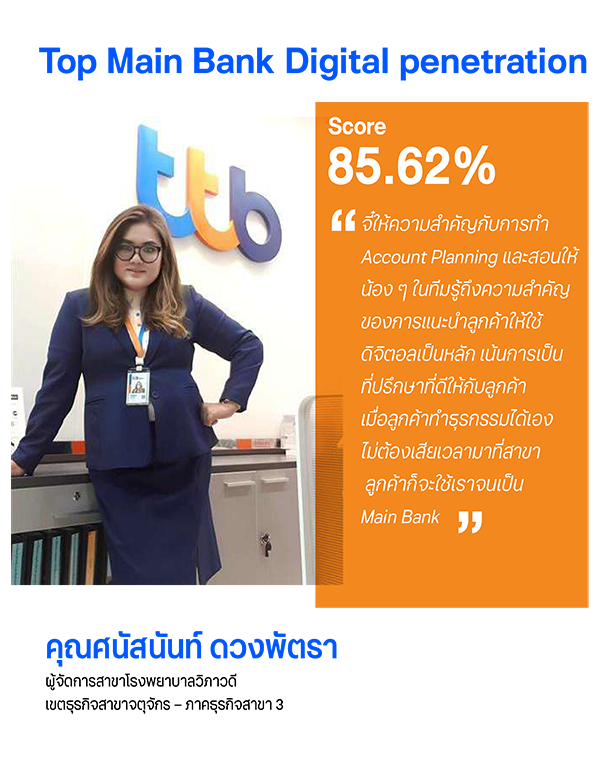 Top Main Bank Digital penetration
ttb
Score
85.62%
“ จี๋ให้ความสำคัญกับการทำ
Account Planning และสอนให้
น้อง ๆ ในทีมรู้ถึงความสำคัญ
ของการแนะนำลูกค้าให้ใช้
ดิจิตอลเป็นหลัก เน้นการเป็น
ที่ปรึกษาที่ดีให้กับลูกค้า
เมื่อลูกค้าทำธุรกรรมได้เอง
ไม่ต้องเสียเวลามาที่สาขา
ลูกค้าก็จะใช้เราจนเป็น
Main Bank ”
คุณศนัสนันท์ ดวงพัตรา
ผู้จัดการสาขาโรงพยาบาลวิภาวดี
เขตธุรกิจสาขาจตุจักร – ภาคธุรกิจสาขา 3